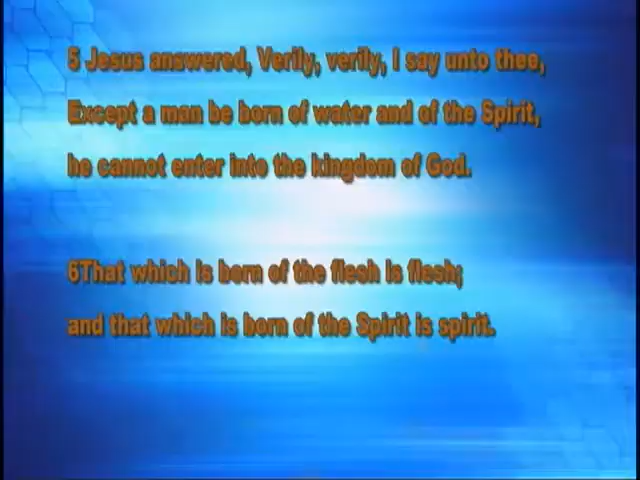 5 Jesus answered, Verily, verily, I say unto thee,
Except a man be born of water and of the Spirit,
he cannot enter into the kingdom of God.
6That which is born of the flesh is flesh;
and that which is born of the Spirit is spirit.